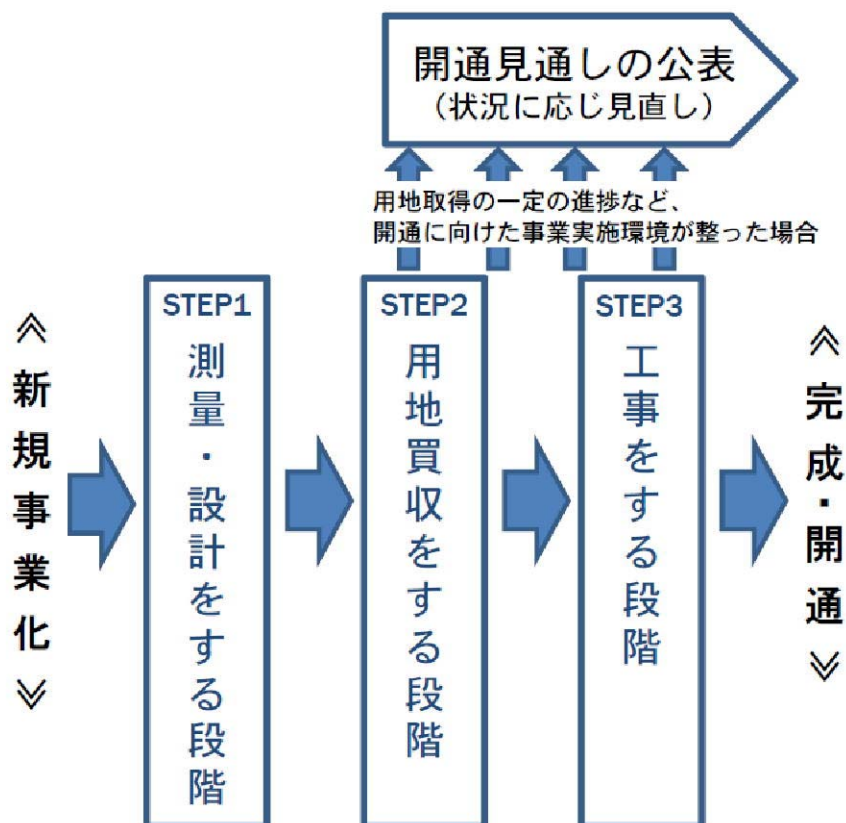 開通見通しの公表
（状況に応じ見直し）
用地取得の一定の進捗など、
開通に向けた事業実施環境が整った場合
≪新規事業化≫
STEP1
測量・設計をする段階
STEP2
用地買収をする段階
STEP3
工事をする段階
≪完成・開通≫